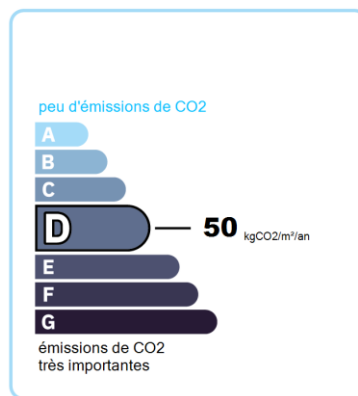 peu d'émissions de CO2
A
B
C
D 50 kgCO2/m²/an
E
F
G
émissions de CO2
très importantes